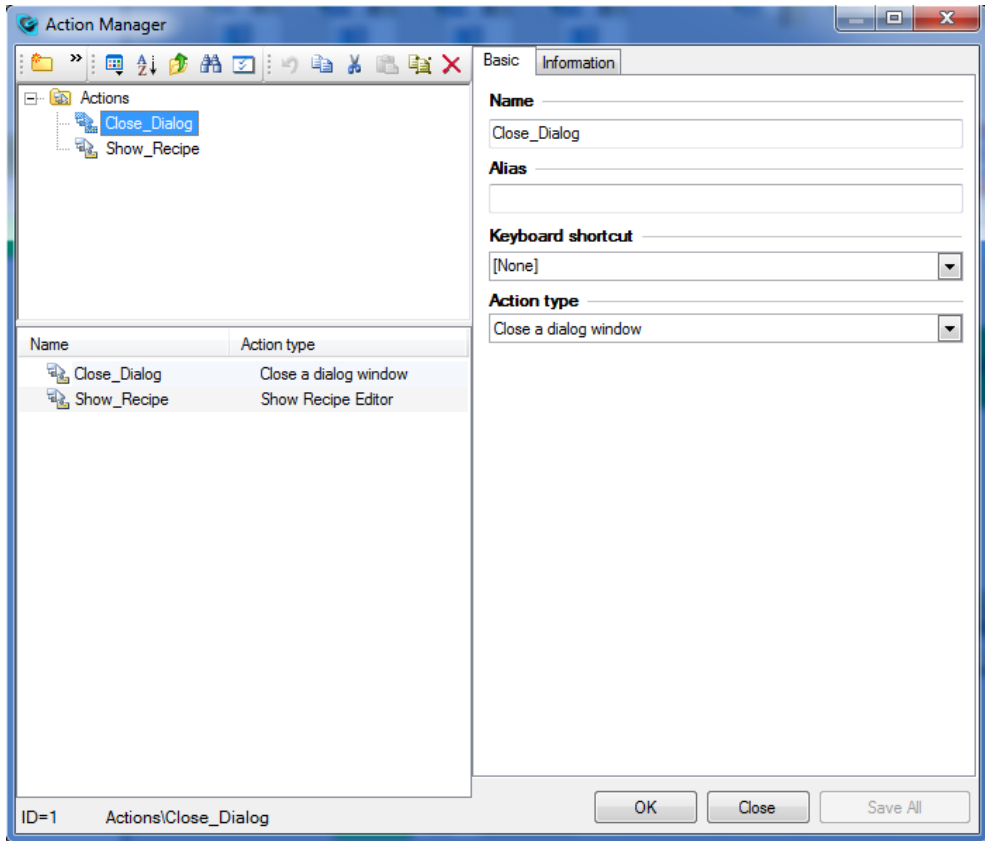 Action Manager
Basic
Information
Actions
Close_Dialog
Show_Recipe
Name
Close_Dialog
Alias
Keyboard shortcut
[None]
Action type
Close a dialog window
Name Action type
Close_Dialog Close a dialog window
Show_Recipe Show Recipe Editor
OK
Close
Save All
ID=1 Actions\Close_Dialog